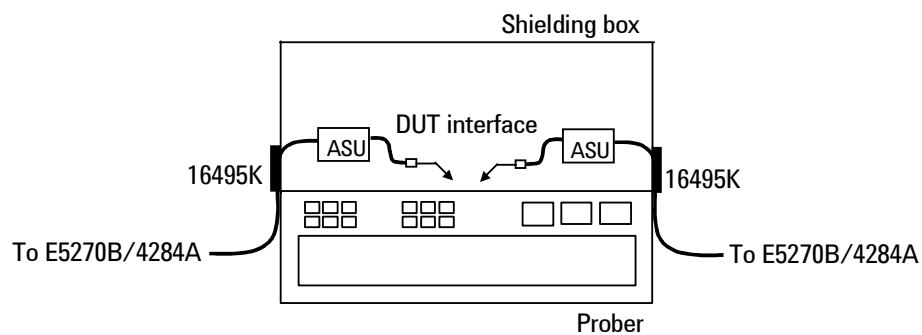 Shielding box
DUT interface
ASU
ASU
16495K
16495K
To E5270B/4284A
To E5270B/4284A
Prober